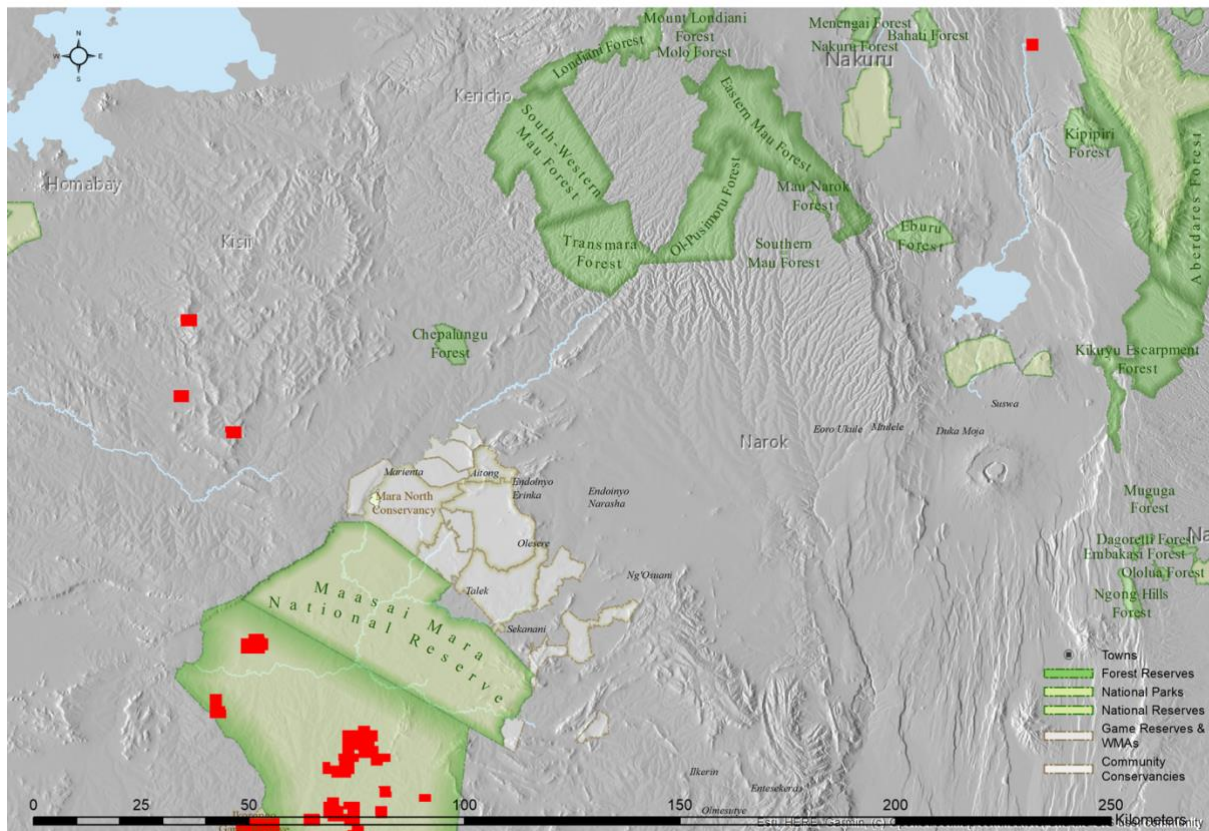 N
W E
S
Mount Londiani
Forest
Menengai Forest
Bahati Forest
Londiani Forest
Molo Forest
Nakuru Forest
Nakuru
Kericho
Eastern Mau Forest
South-Western
Mau Forest
Kipipiri
Forest
Aberdares Forest
Homabay
Mau Narok
Forest
Ol-Pusimoru Forest
Kisii
Transmara
Forest
Southern
Mau Forest
Eburu
Forest
Chepalungu
Forest
Kikuyu Escarpment
Forest
Suswa
Eoro Ukule
Mtulele
Duka Moja
Narok
Marienta
Aitong
Endoinyo
Erinka
Endoinyo
Narasha
Mara North
Conservancy
Muguga
Forest
Olesere
Dagoretti Forest
Na
Embakasi Forest
Ololua Forest
Ng'Osuam
Talek
Ngong Hills
Forest
Maasai Mara
National Reserve
Sekanani
Towns
Forest Reserves
National Parks
National Reserves
Game Reserves &
WMAs
Community
Conservancies
Ilkerin
Entesekera
Olmesutye
0 25 50 100 150 200 250
Kilometers